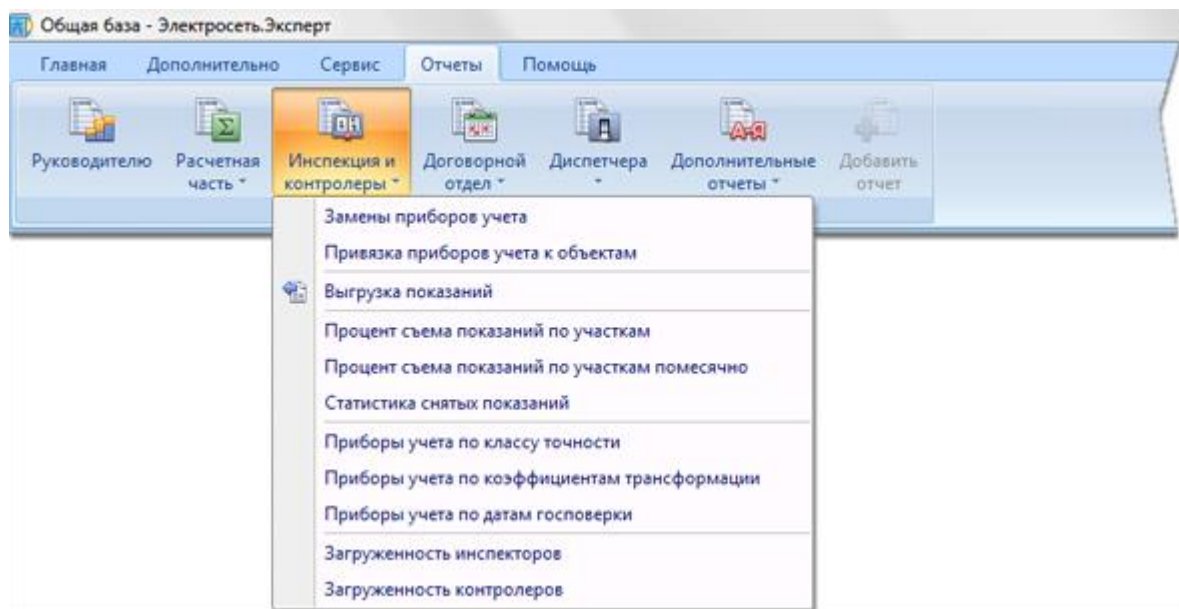 Общая база - Электросеть.Эксперт
Главная Дополнительно Сервис Отчеты Помощь
Руководителю Расчетная часть Инспекция и контролеры Договорной отдел Диспетчера Дополнительные отчеты Добавить отчет
Замены приборов учета
Привязка приборов учета к объектам
Выгрузка показаний
Процент съема показаний по участкам
Процент съема показаний по участкам помесячно
Статистика снятых показаний
Приборы учета по классу точности
Приборы учета по коэффициентам трансформации
Приборы учета по датам госповерки
Загруженность инспекторов
Загруженность контролеров